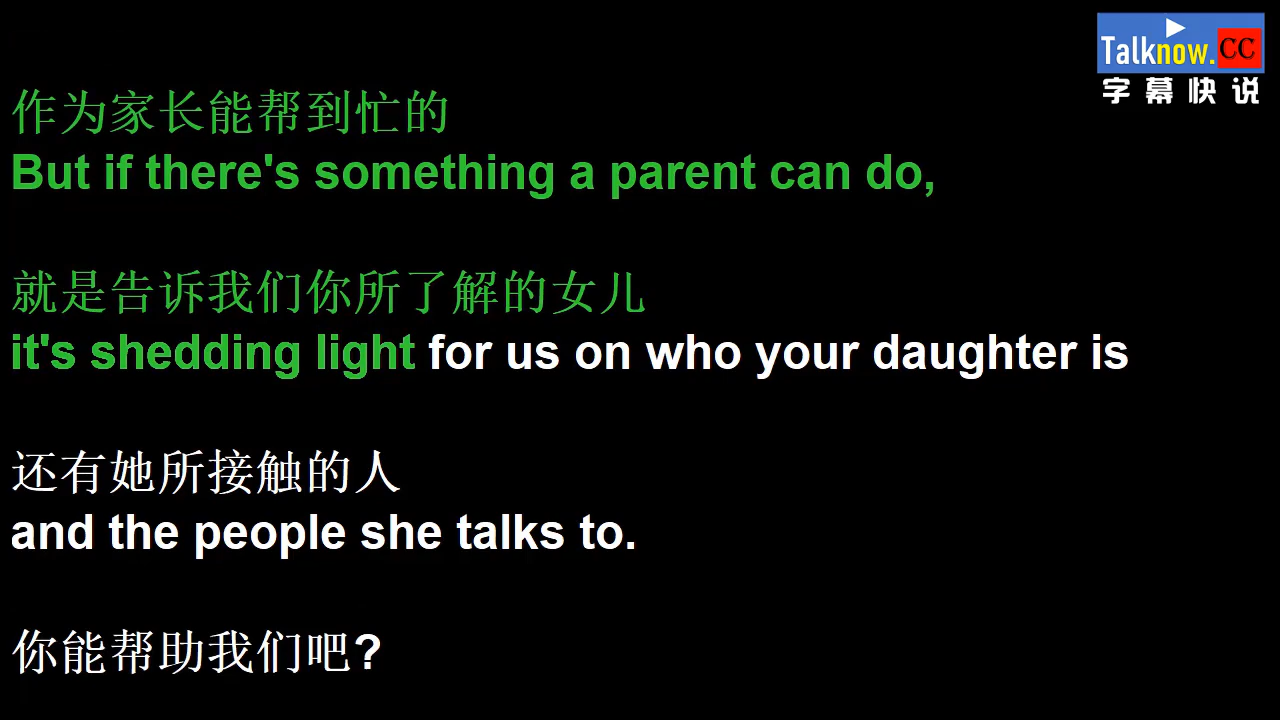 Talknow.CC
字幕快说
作为家长能帮到忙的
But if there's something a parent can do,
就是告诉我们你所了解的女儿
it's shedding light for us on who your daughter is
还有她所接触的人
and the people she talks to.
你能帮助我们吧?